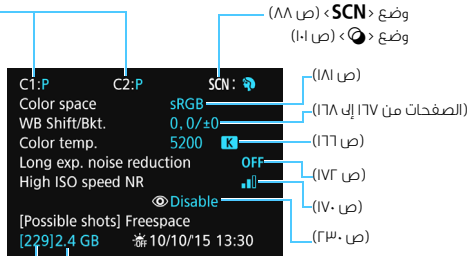 وضع <SCN> (ص ٨٨)
وضع <> (ص ١٠١)
C1:P C2:P SCN:
Color space sRGB
(ص ١٨١)
WB Shift/Bkt. 0, 0/±0
(الصفحات من ١٦٧ إلى ١٦٨)
Color temp. 5200 K
(ص ١٦٦)
Long exp. noise reduction OFF
(ص ١٧٢)
High ISO speed NR
(ص ١٧٠)
Disable
(ص ٢٣٠)
[Possible shots] Freespace
[229]2.4 GB OFF 10/10/'15 13:30